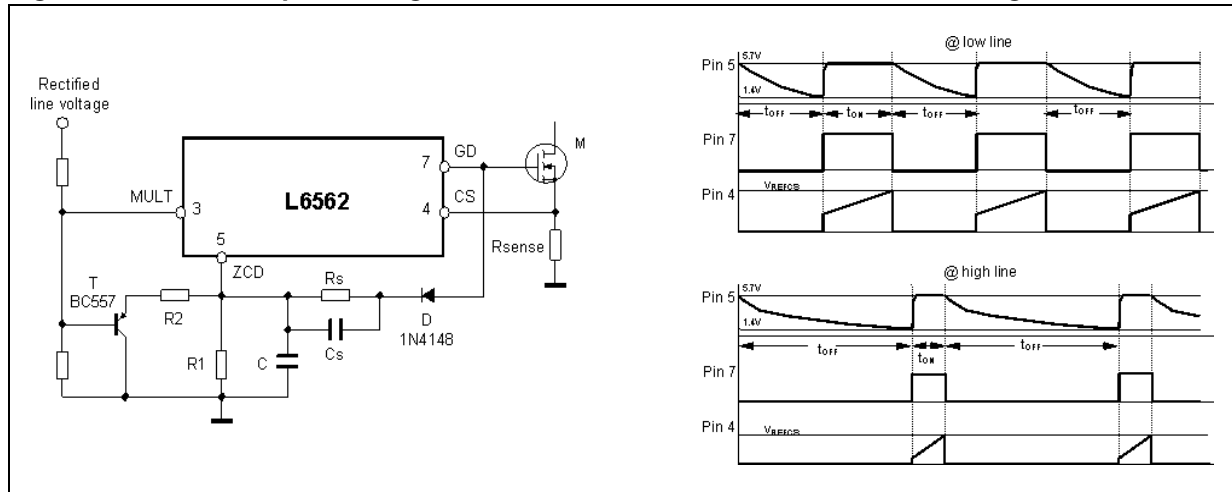 Rectified
line voltage
MULT
3
L6562
7
GD
4
CS
M
5
ZCD
Rsense
T
BC557
R2
Rs
D
1N4148
Cs
R1
C
@ low line
Pin 5
5.7V
1.4V
tOFF
tON
tOFF
tOFF
Pin 7
Pin 4
VREFCS
@ high line
Pin 5
5.7V
1.4V
tOFF
tON
tOFF
Pin 7
Pin 4
VREFCS